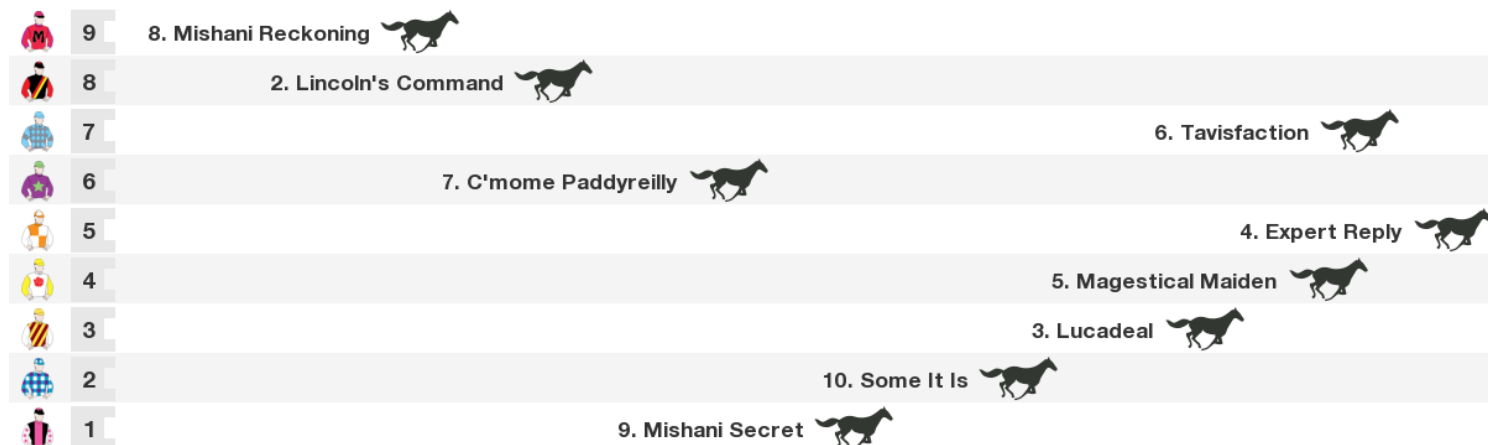 9 8. Mishani Reckoning
8 2. Lincoln's Command
7 6. Tavisfaction
6 7. C'mome Paddyreilly
5 4. Expert Reply
4 5. Magestical Maiden
3 3. Lucadeal
2 10. Some It Is
1 9. Mishani Secret